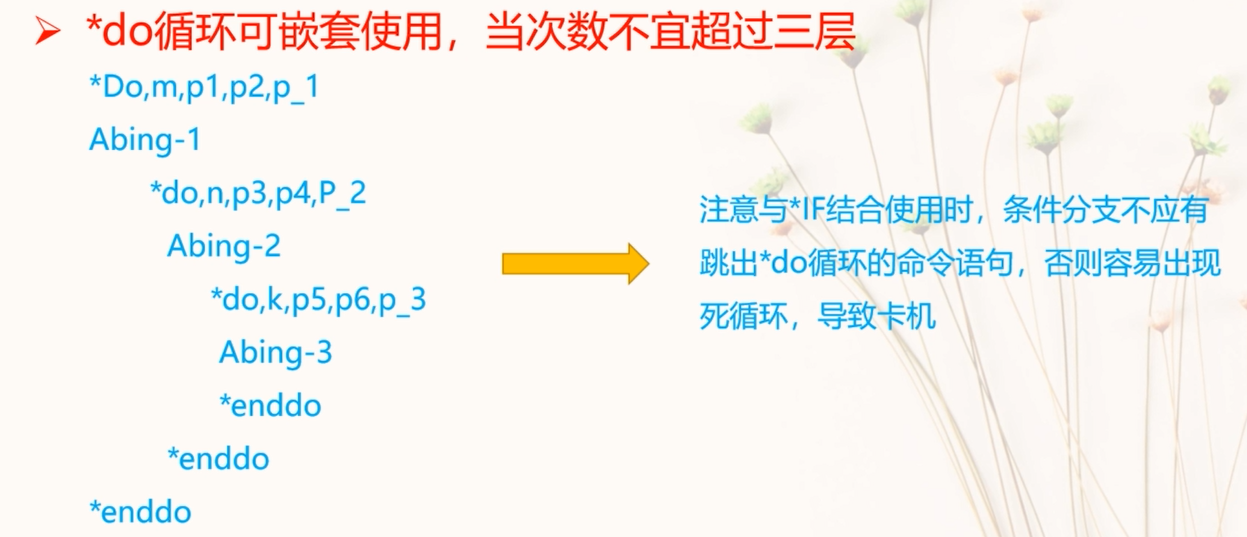 ➢ *do循环可嵌套使用，当次数不宜超过三层
*Do,m,p1,p2,p_1
Abing-1
*do,n,p3,p4,P_2
Abing-2
*do,k,p5,p6,p_3
Abing-3
*enddo
*enddo
*enddo
注意与*IF结合使用时，条件分支不应有
跳出*do循环的命令语句，否则容易出现
死循环，导致卡机